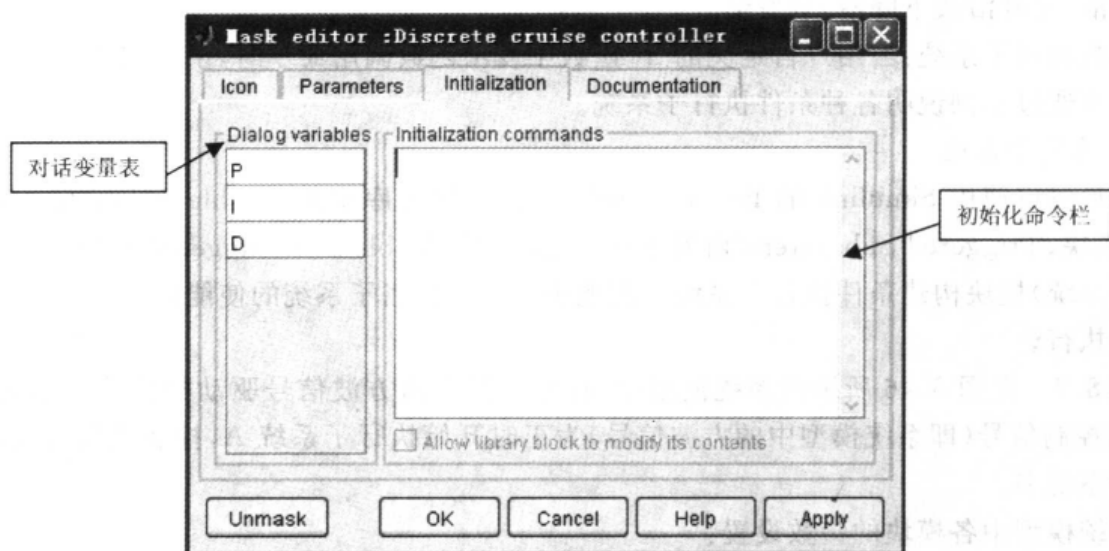 Mask editor :Discrete cruise controller
Icon Parameters Initialization Documentation
Dialog variables Initialization commands
对话变量表
P
I
D
初始化命令栏
Allow library block to modify its contents
Unmask OK Cancel Help Apply